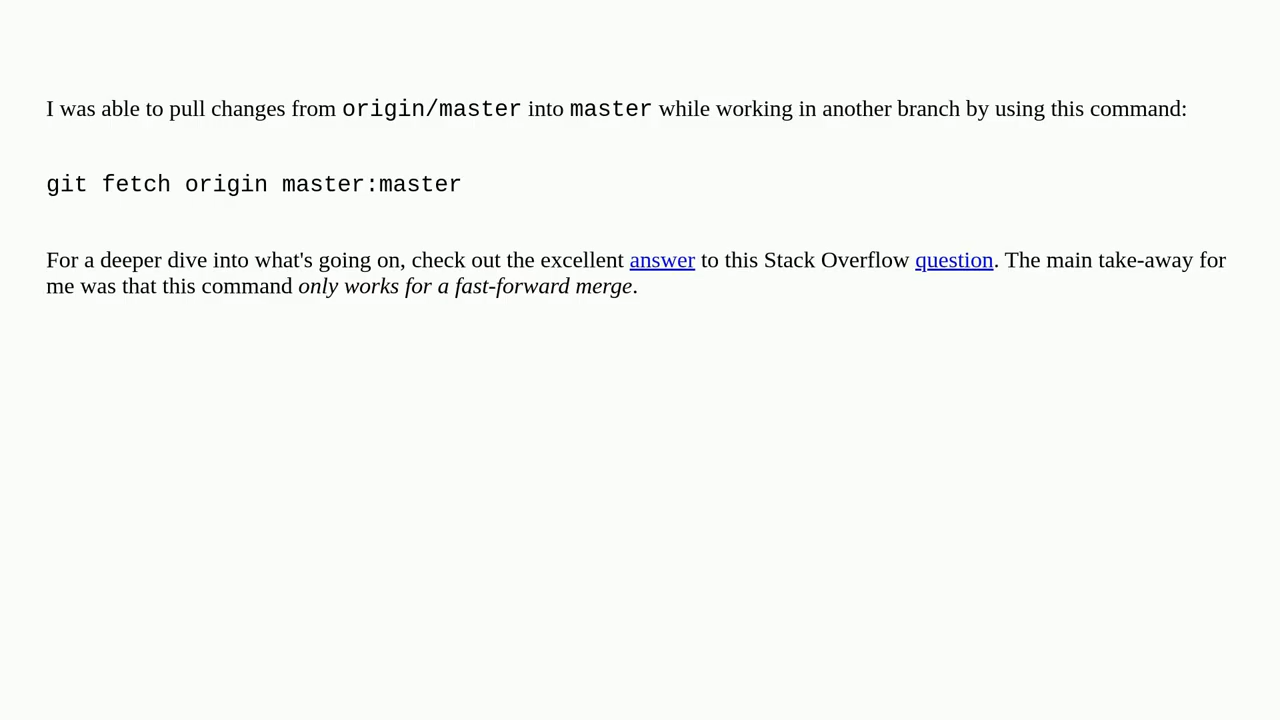 I was able to pull changes from origin/master into master while working in another branch by using this command:
git fetch origin master:master
For a deeper dive into what's going on, check out the excellent answer to this Stack Overflow question. The main take-away for
me was that this command only works for a fast-forward merge.